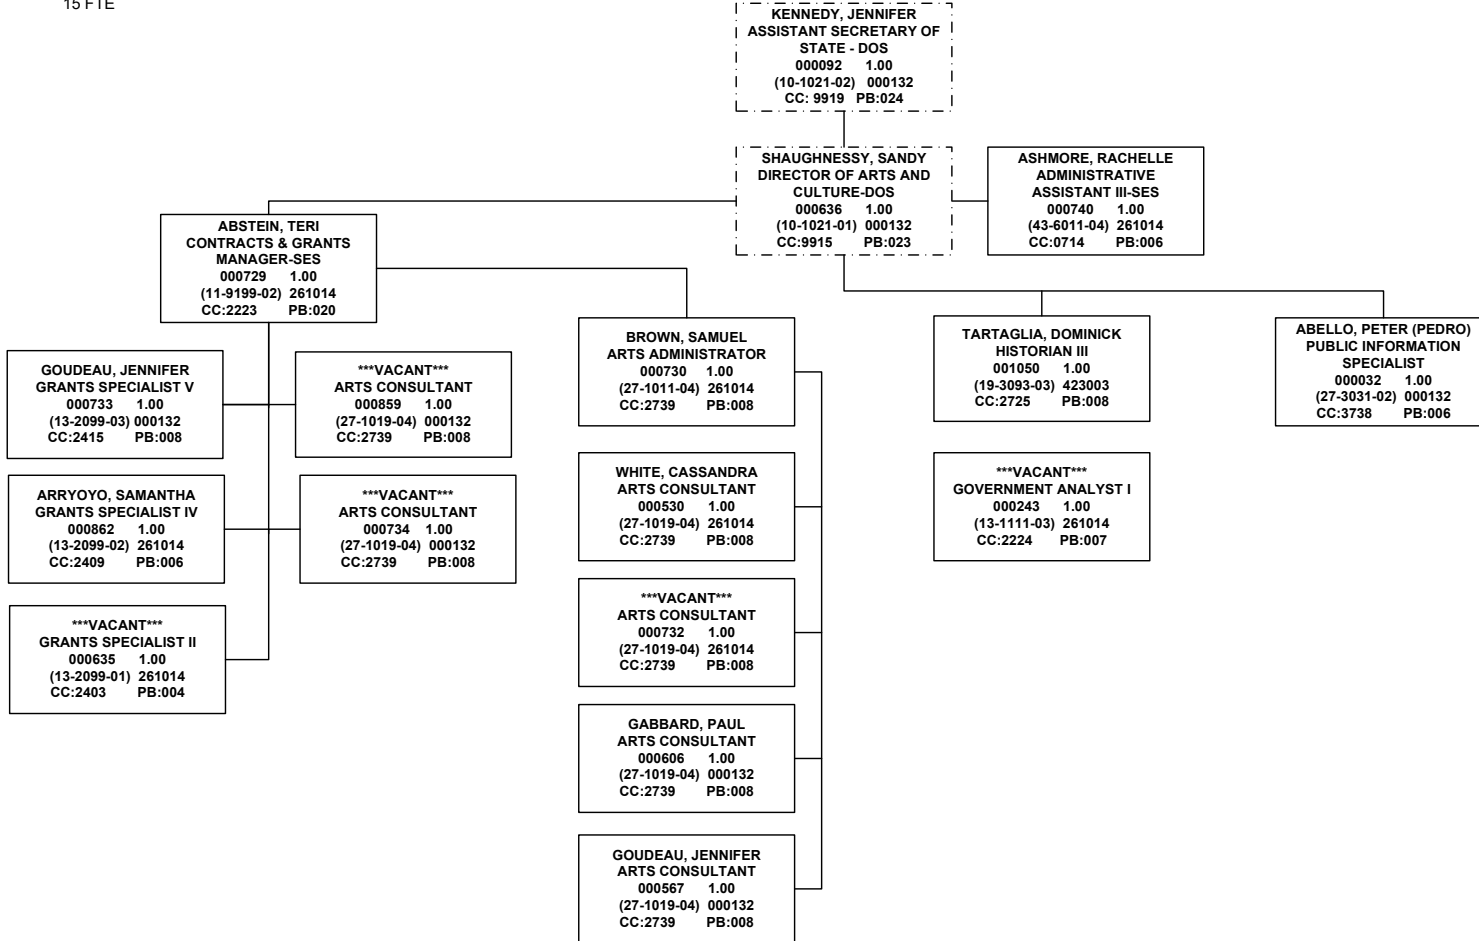 15 FTE
KENNEDY, JENNIFER
ASSISTANT SECRETARY OF
STATE - DOS
000092 1.00
(10-1021-02) 000132
CC: 9919 PB:024
SHAUGHNESSY, SANDY
DIRECTOR OF ARTS AND
CULTURE-DOS
000636 1.00
(10-1021-01) 000132
CC:9915 PB:023
ASHMORE, RACHELLE
ADMINISTRATIVE
ASSISTANT III-SES
000740 1.00
(43-6011-04) 261014
CC:0714 PB:006
ABSTEIN, TERI
CONTRACTS & GRANTS
MANAGER-SES
000729 1.00
(11-9199-02) 261014
CC:2223 PB:020
GOUDEAU, JENNIFER
GRANTS SPECIALIST V
000733 1.00
(13-2099-03) 000132
CC:2415 PB:008
***VACANT***
ARTS CONSULTANT
000859 1.00
(27-1019-04) 000132
CC:2739 PB:008
ARRYOYO, SAMANTHA
GRANTS SPECIALIST IV
000862 1.00
(13-2099-02) 261014
CC:2409 PB:006
***VACANT***
ARTS CONSULTANT
000734 1.00
(27-1019-04) 000132
CC:2739 PB:008
***VACANT***
GRANTS SPECIALIST II
000635 1.00
(13-2099-01) 261014
CC:2403 PB:004
BROWN, SAMUEL
ARTS ADMINISTRATOR
000730 1.00
(27-1011-04) 261014
CC:2739 PB:008
WHITE, CASSANDRA
ARTS CONSULTANT
000530 1.00
(27-1019-04) 261014
CC:2739 PB:008
***VACANT***
ARTS CONSULTANT
000732 1.00
(27-1019-04) 261014
CC:2739 PB:008
GABBARD, PAUL
ARTS CONSULTANT
000606 1.00
(27-1019-04) 000132
CC:2739 PB:008
GOUDEAU, JENNIFER
ARTS CONSULTANT
000567 1.00
(27-1019-04) 000132
CC:2739 PB:008
TARTAGLIA, DOMINICK
HISTORIAN III
001050 1.00
(19-3093-03) 423003
CC:2725 PB:008
***VACANT***
GOVERNMENT ANALYST I
000243 1.00
(13-1111-03) 261014
CC:2224 PB:007
ABELLO, PETER (PEDRO)
PUBLIC INFORMATION
SPECIALIST
000032 1.00
(27-3031-02) 000132
CC:3738 PB:006